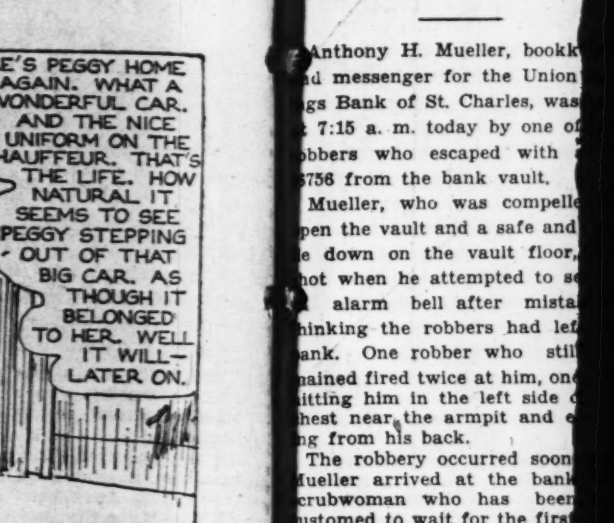 E'S PEGGY HOME
AGAIN. WHAT A
WONDERFUL CAR.
AND THE NICE
UNIFORM ON THE
HAUFFEUR. THAT'S
THE LIFE. HOW
NATURAL IT
SEEMS TO SEE
PEGGY STEPPING
OUT OF THAT
BIG CAR. AS
THOUGH IT
BELONGED
TO HER. WELL
IT WILL—
LATER ON.
Anthony H. Mueller, bookk
nd messenger for the Union
gs Bank of St. Charles, was
7:15 a. m. today by one of
obbers who escaped with
6756 from the bank vault.
Mueller, who was compelle
pen the vault and a safe and
e down on the vault floor,
hot when he attempted to s
alarm bell after mista
hinking the robbers had lef
ank. One robber who still
mained fired twice at him, one
itting him in the left side
hest near the armpit and e
ng from his back.
The robbery occurred soon
Mueller arrived at the bank
crubwoman who has been
ustomed to wait for the first